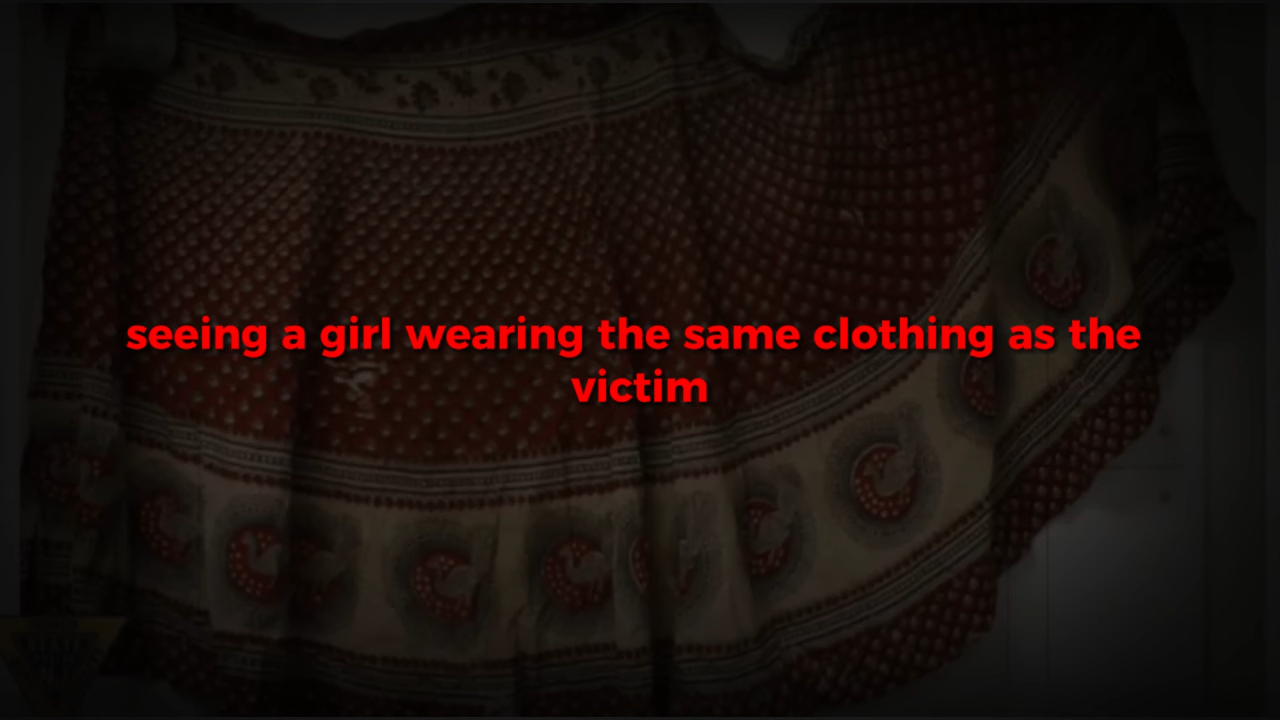 seeing a girl wearing the same clothing as the
victim